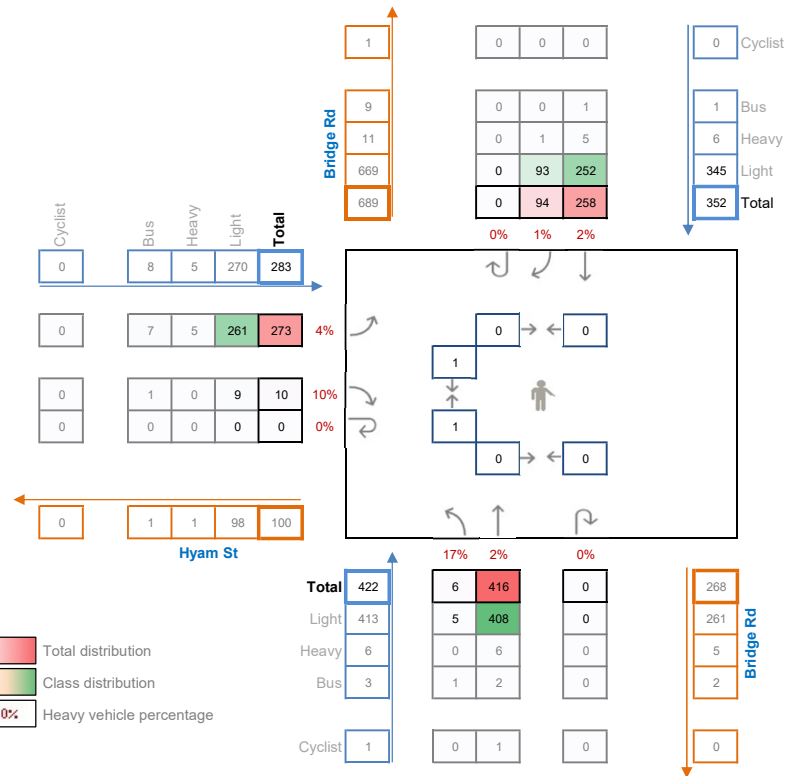 1 0 0 0 0 Cyclist
9 0 0 1 1 Bus
Bridge Rd
11 0 1 5 6 Heavy
669 0 93 252 345 Light
689 0 94 258 352 Total
Cyclist Bus Heavy Light Total
0% 1% 2%
0 8 5 270 283
0 7 5 261 273 4%
0 0
1
0 1 0 9 10 10%
0 0 0 0 0 0%
1
0 0
0 1 1 98 100
Hyam St
17% 2% 0%
Total 422 6 416 0 268
Light 413 5 408 0 261
Bridge Rd
Heavy 6 0 6 0 5
Bus 3 1 2 0 2
Cyclist 1 0 1 0 0
Total distribution
Class distribution
0% Heavy vehicle percentage